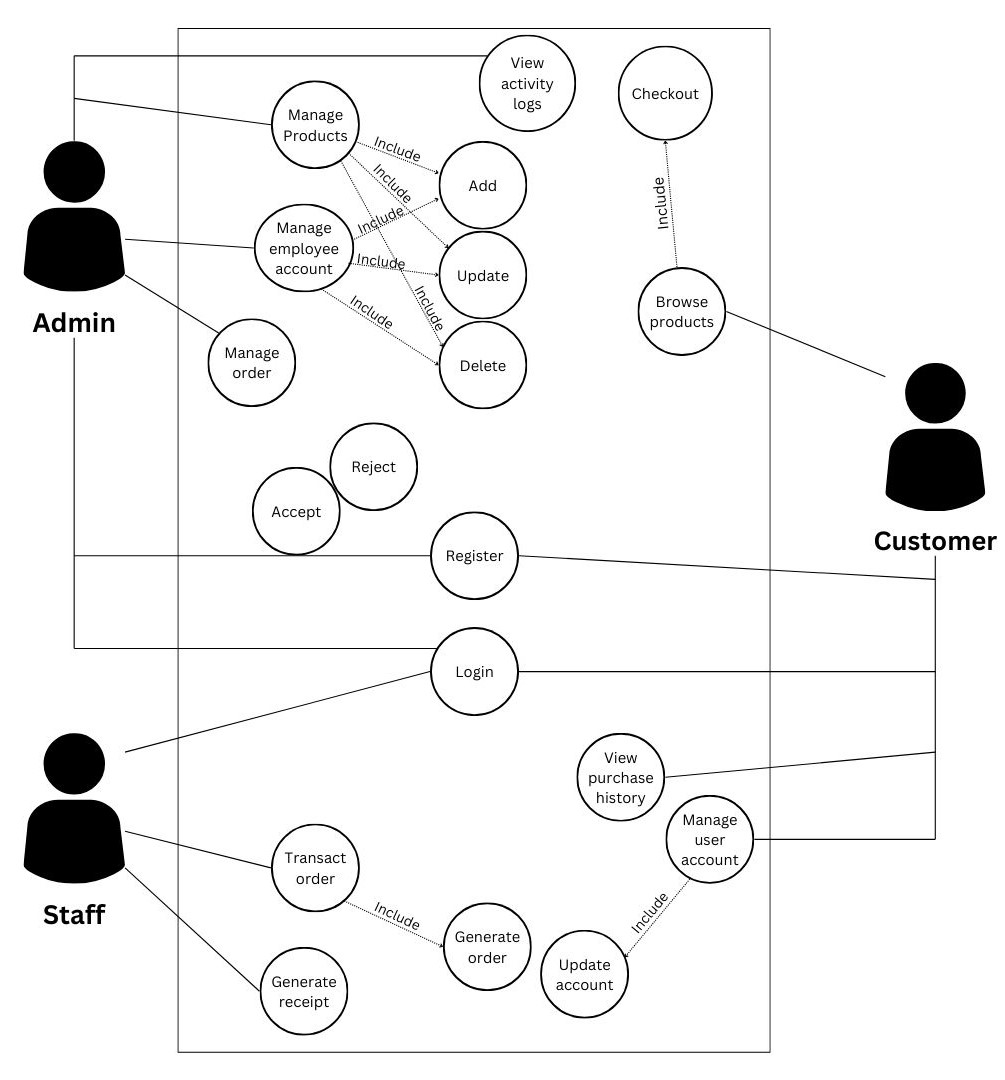 View
activity
logs
Checkout
Manage
Products
Include
Include
Add
Include
Include
Manage
employee
account
Include
Update
Include
Include
Browse
products
Admin
Manage
order
Delete
Reject
Accept
Customer
Register
Login
View
purchase
history
Manage
user
account
Transact
order
Include
Include
Staff
Generate
order
Update
account
Generate
receipt